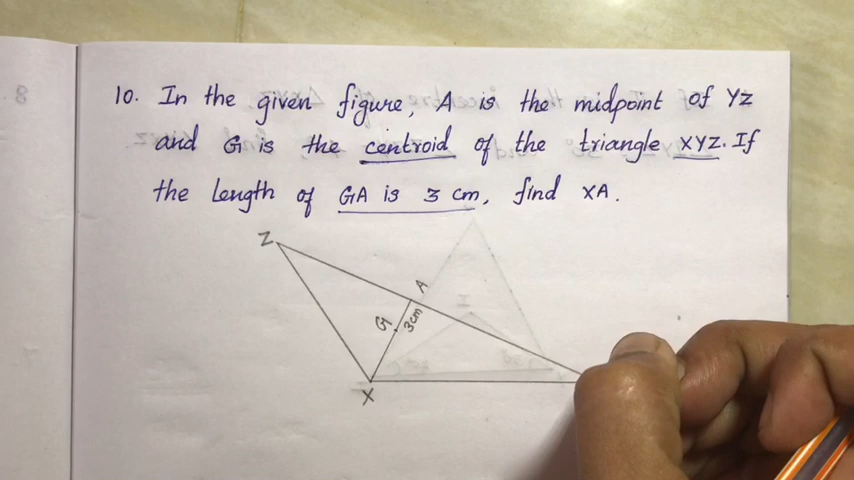 10. In the given figure, A is the midpoint of YZ
and G is the centroid of the triangle XYZ. If
the length of GA is 3 cm, find XA.
Z
A
G
3cm
X
8.